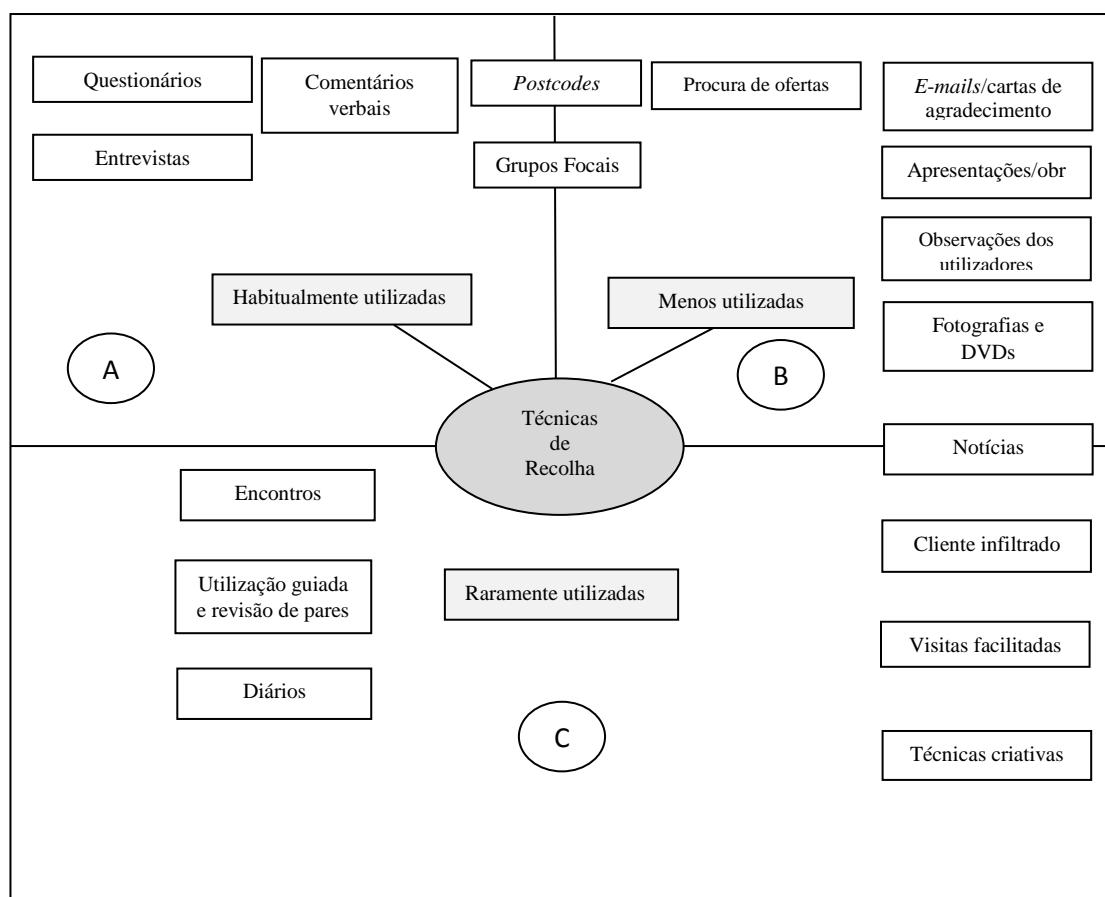 Questionários
Comentários
verbais
Postcodes
Procura de ofertas
E-mails/cartas de
agradecimento
Entrevistas
Grupos Focais
Apresentações/obr
Observações dos
utilizadores
Habitualmente utilizadas
Menos utilizadas
Fotografias e
DVDs
A
B
Técnicas
de
Recolha
Notícias
Encontros
Cliente infiltrado
Utilização guiada
e revisão de pares
Raramente utilizadas
Visitas facilitadas
Diários
C
Técnicas criativas